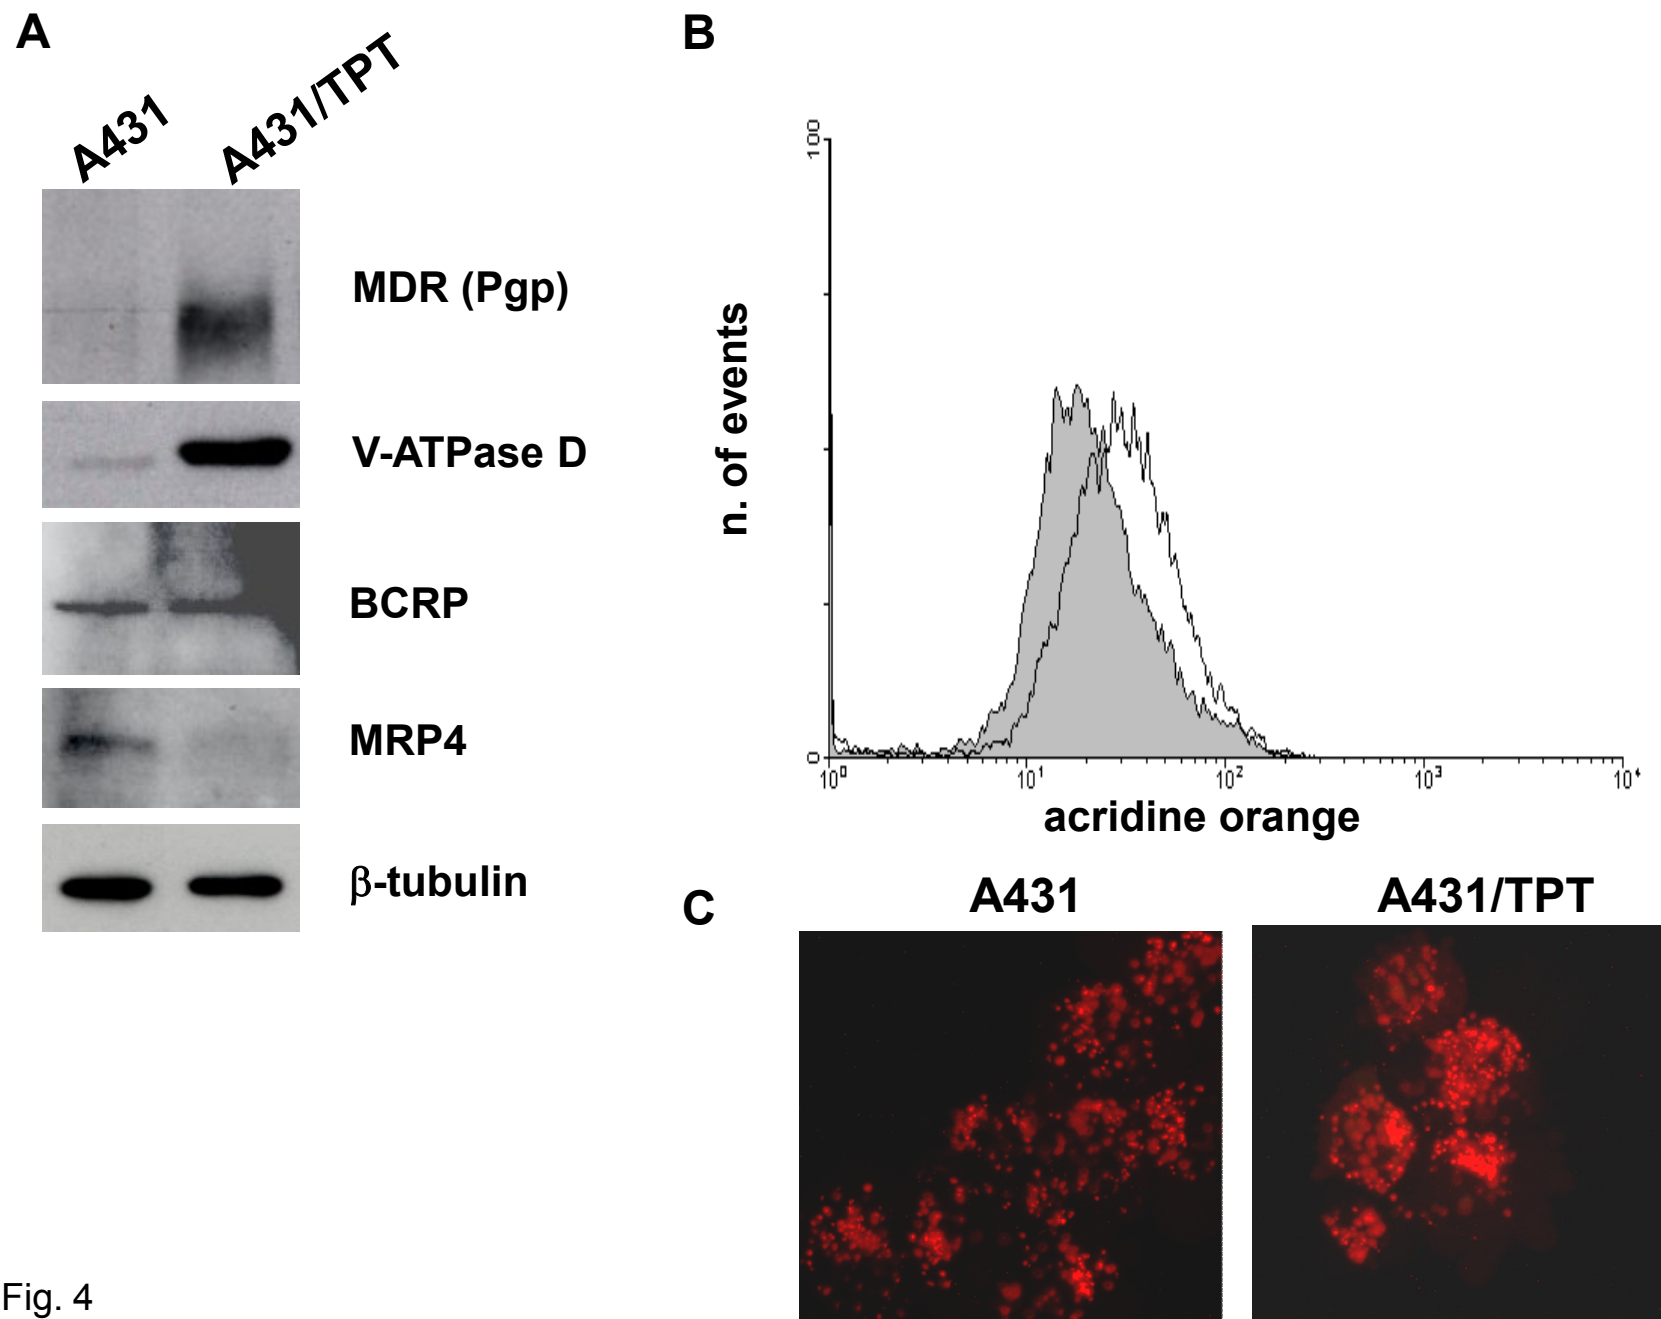 A
A431
A431/TPT
MDR (Pgp)
V-ATPase D
BCRP
MRP4
β-tubulin
B
100
n. of events
0
10⁰ 10¹ 10² 10³ 10⁴
acridine orange
C
A431 A431/TPT
Fig. 4